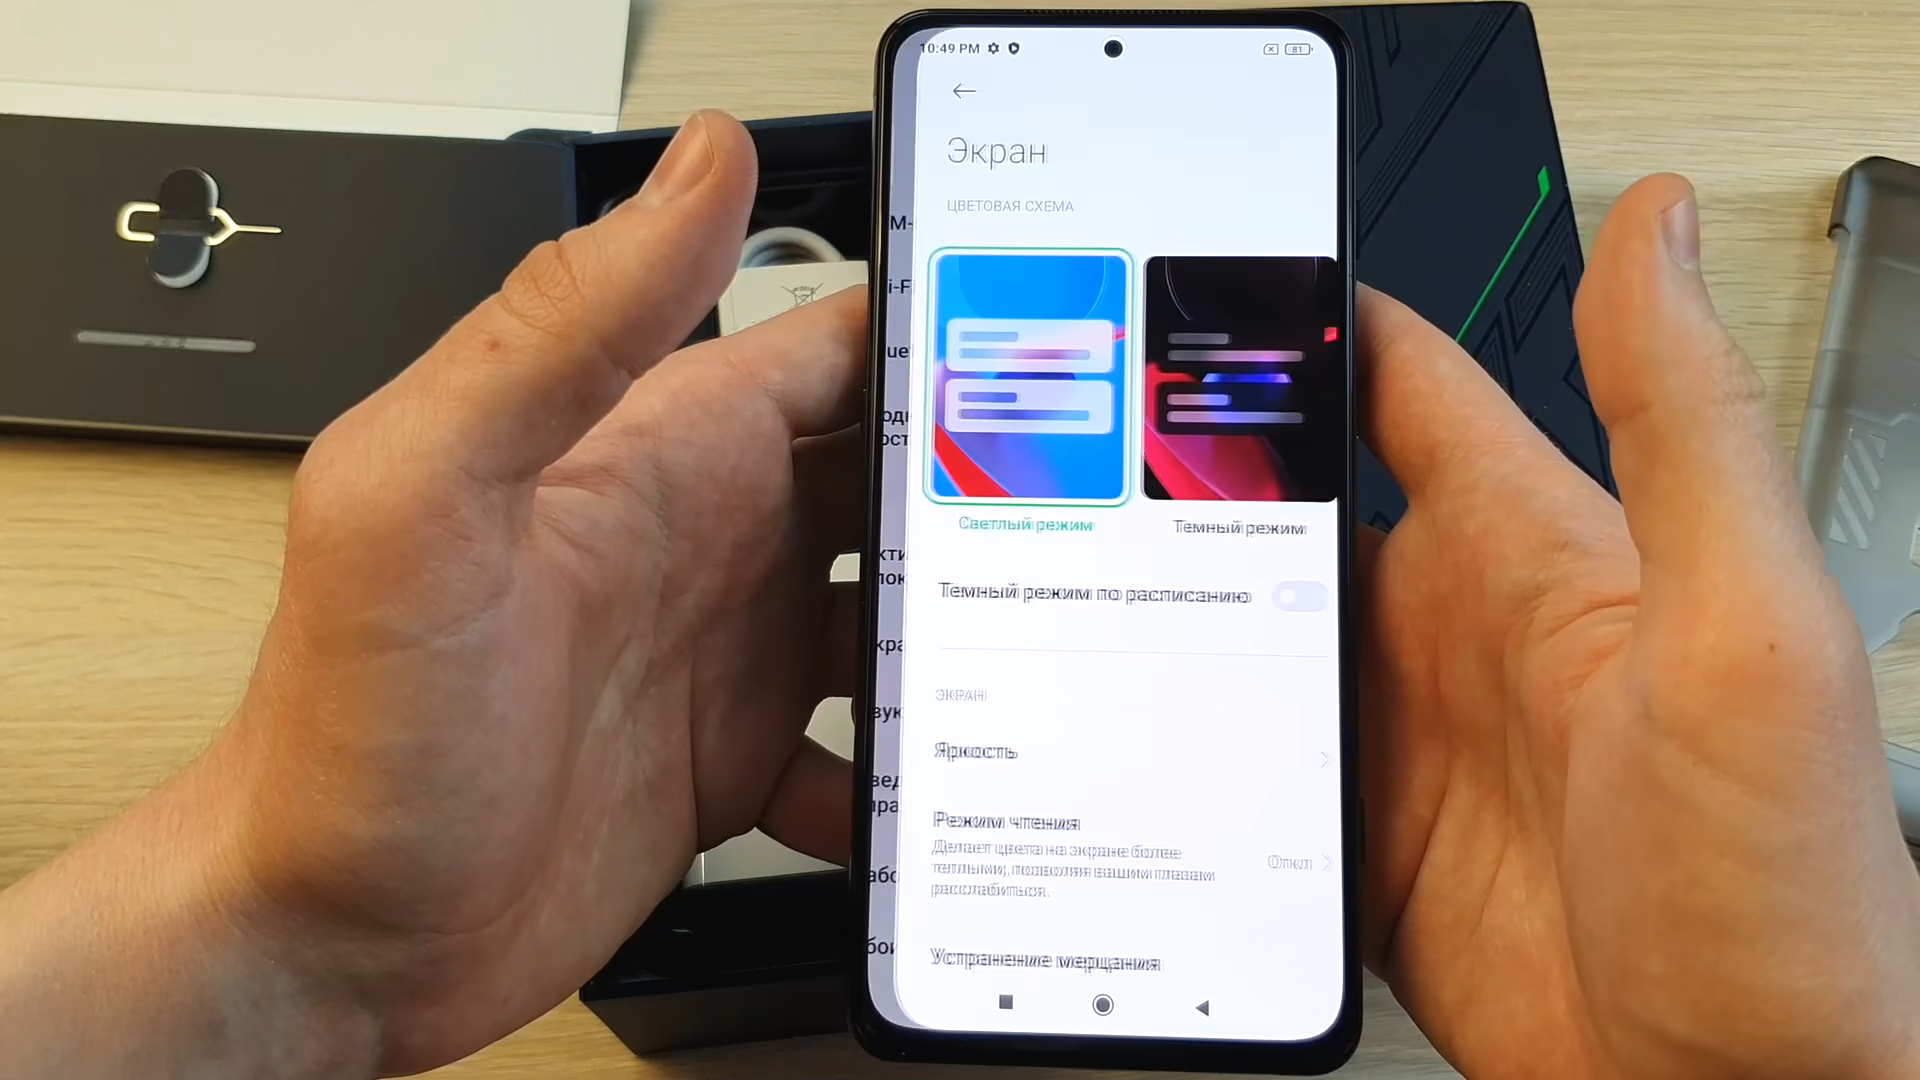 10:49 PM
81
Экран
ЦВЕТОВАЯ СХЕМА
Светлый режим
Темный режим
Темный режим по расписанию
ЭКРАН
Яркость
Режим чтения
Делает цвета на экране более
теплыми, позволяя вашим глазам
расслабиться.
Откл
Устранение мерцания